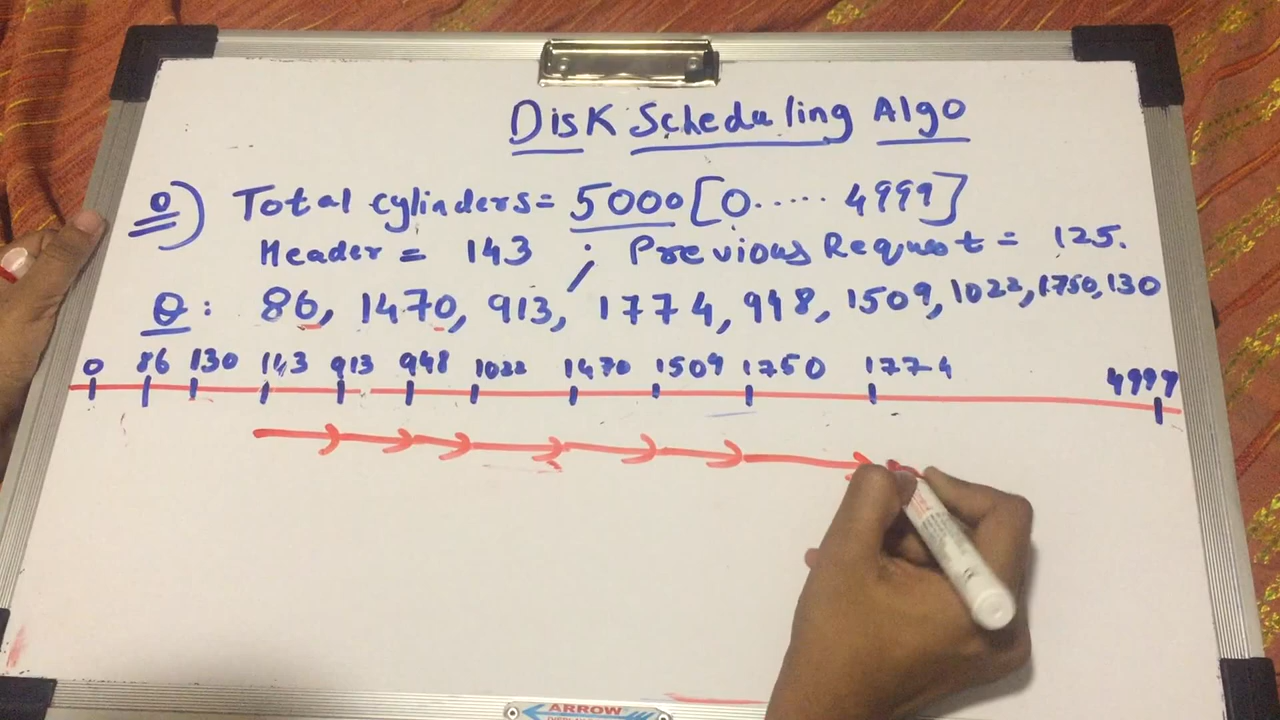 Disk Scheduling Algo
Q) Total cylinders= 5000 [0..... 4999]
Header = 143 ; Previous Request = 125.
Q: 86, 1470, 913, 1774, 948, 1509, 1022, 1750, 130
0 86 130 143 913 948 1022 1470 1509 1750 1774 4999
ARROW